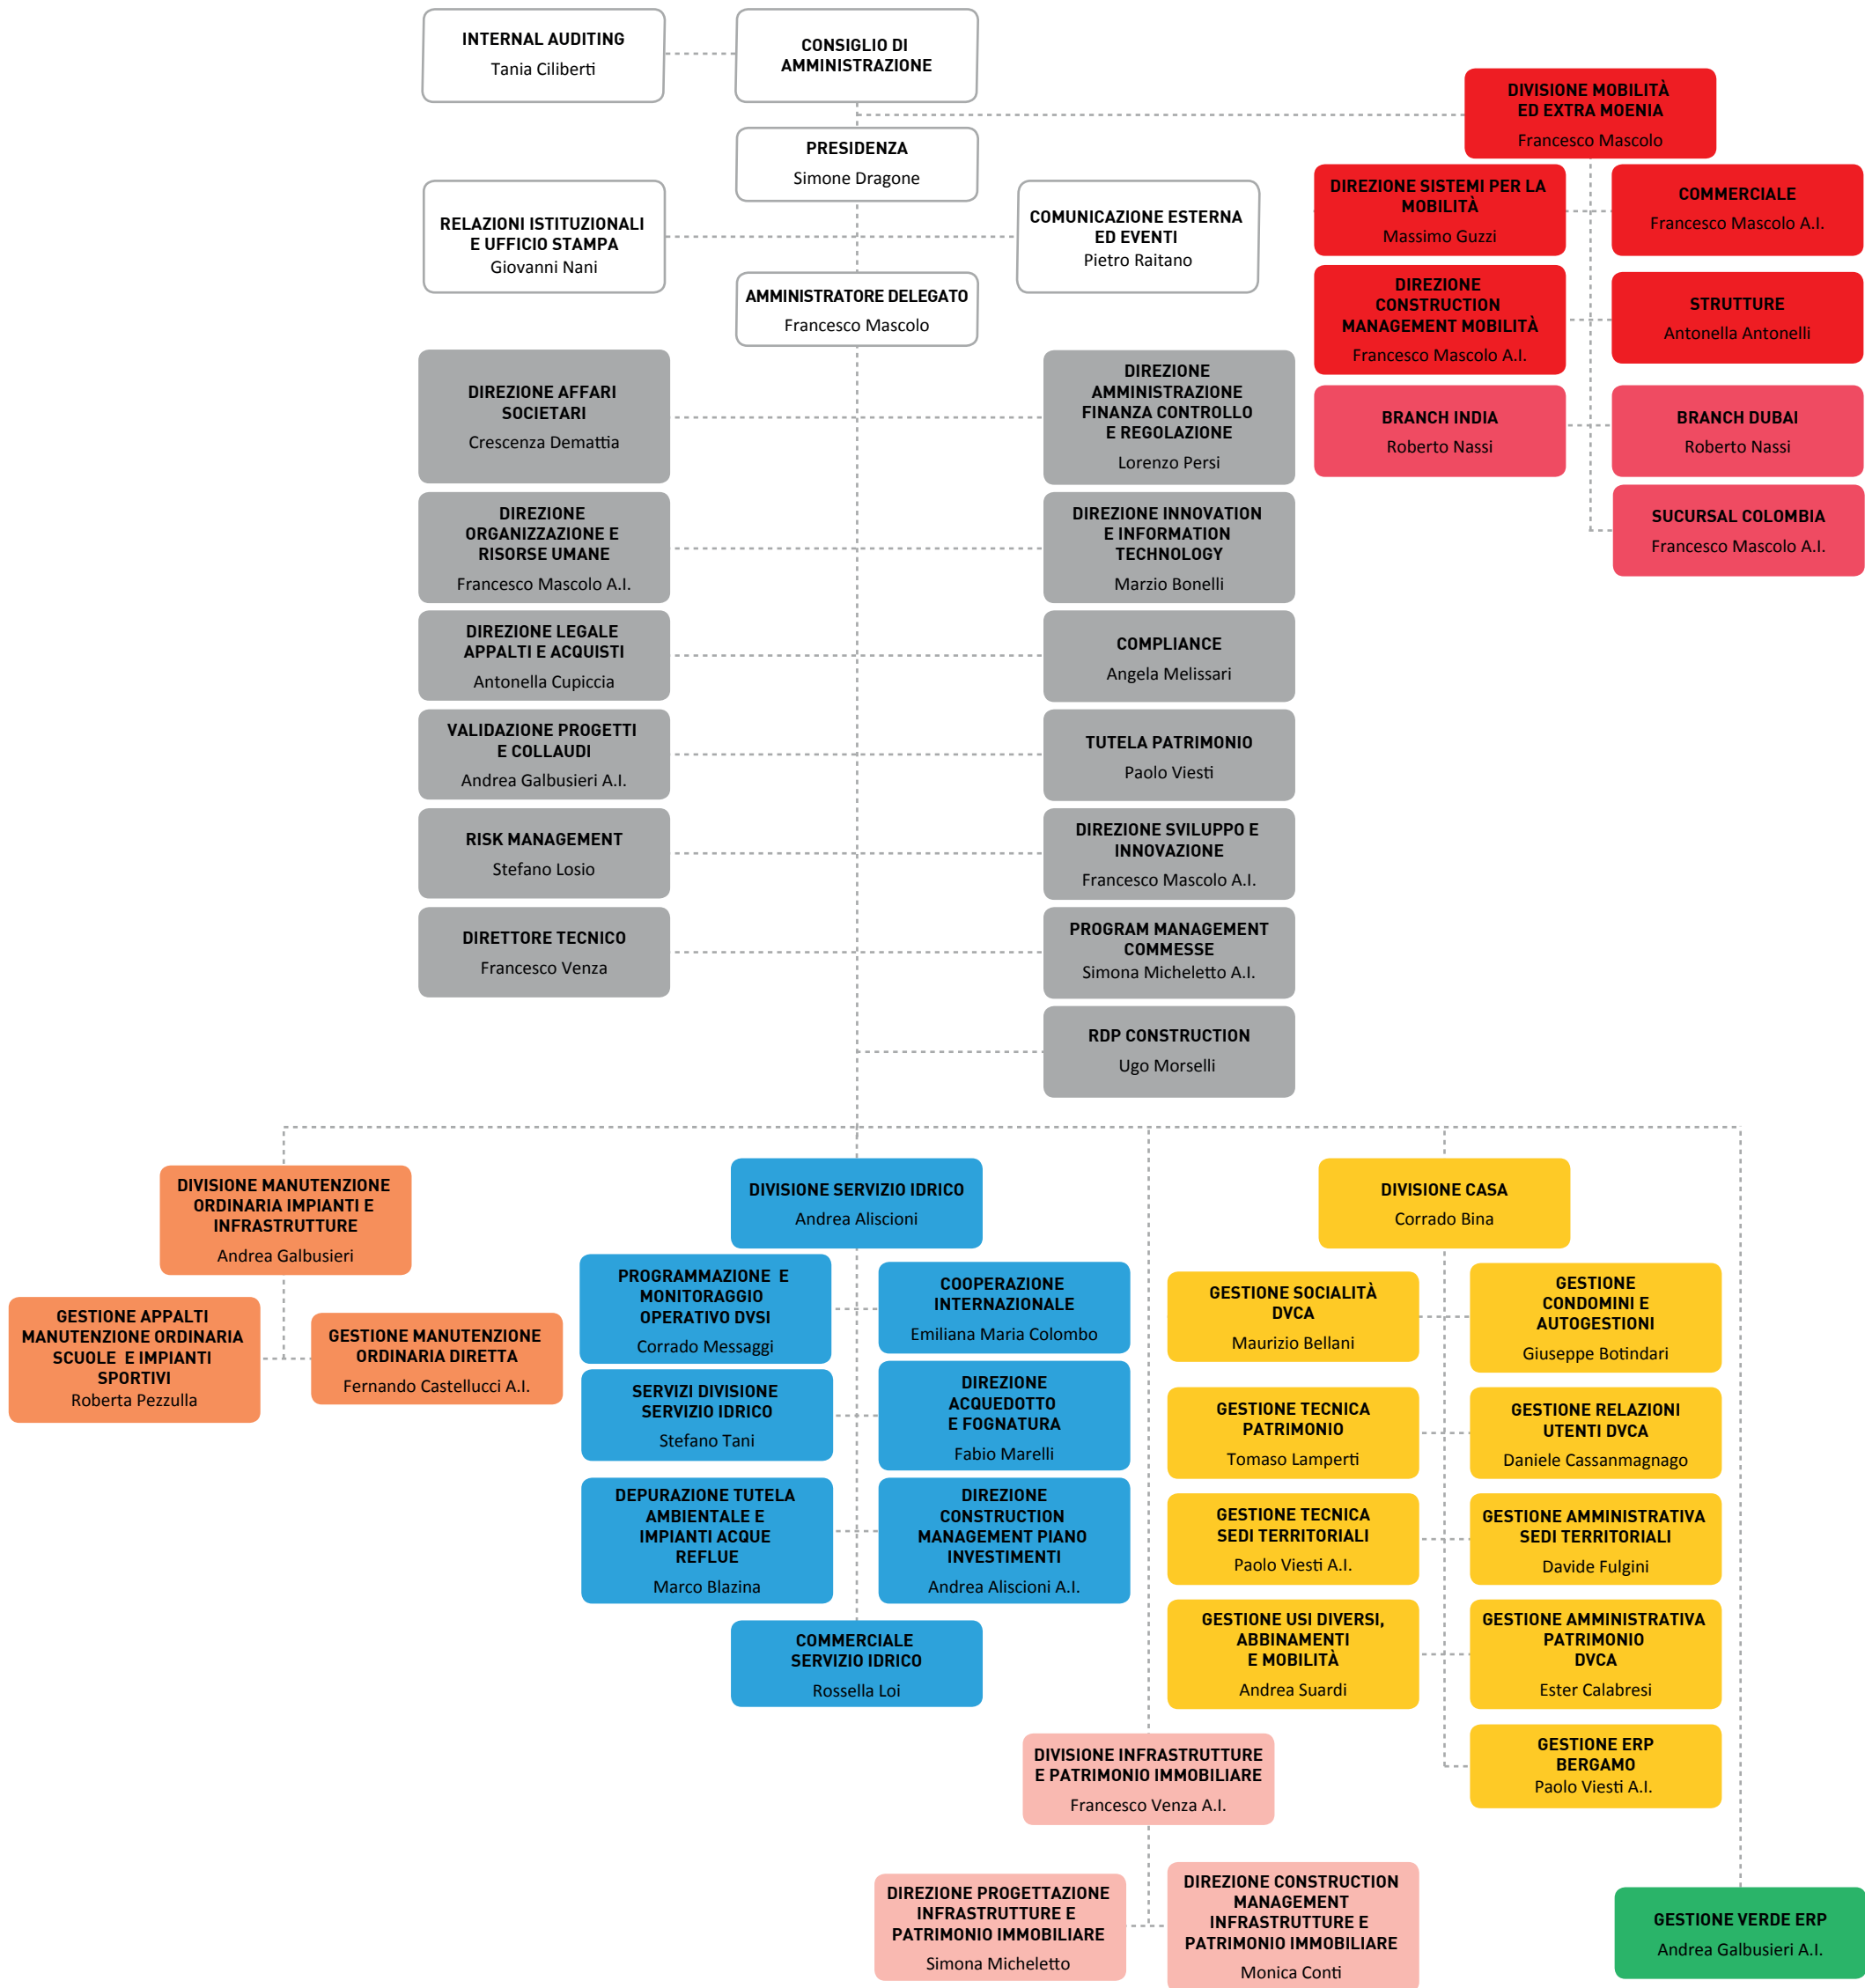 INTERNAL AUDITING
Tania Ciliberti
CONSIGLIO DI
AMMINISTRAZIONE
DIVISIONE MOBILITÀ
ED EXTRA MOENIA
Francesco Mascolo
PRESIDENZA
Simone Dragone
RELAZIONI ISTITUZIONALI
E UFFICIO STAMPA
Giovanni Nani
COMUNICAZIONE ESTERNA
ED EVENTI
Pietro Raitano
AMMINISTRATORE DELEGATO
Francesco Mascolo
DIREZIONE SISTEMI PER LA
MOBILITÀ
Massimo Guzzi
COMMERCIALE
Francesco Mascolo A.I.
DIREZIONE
CONSTRUCTION
MANAGEMENT MOBILITÀ
Francesco Mascolo A.I.
STRUTTURE
Antonella Antonelli
BRANCH INDIA
Roberto Nassi
BRANCH DUBAI
Roberto Nassi
SUCURSAL COLOMBIA
Francesco Mascolo A.I.
DIREZIONE AFFARI
SOCIETARI
Crescenza Demattia
DIREZIONE
AMMINISTRAZIONE
FINANZA CONTROLLO
E REGOLAZIONE
Lorenzo Persi
DIREZIONE
ORGANIZZAZIONE E
RISORSE UMANE
Francesco Mascolo A.I.
DIREZIONE INNOVATION
E INFORMATION
TECHNOLOGY
Marzio Bonelli
DIREZIONE LEGALE
APPALTI E ACQUISTI
Antonella Cupiccia
COMPLIANCE
Angela Melissari
VALIDAZIONE PROGETTI
E COLLAUDI
Andrea Galbusieri A.I.
TUTELA PATRIMONIO
Paolo Viesti
RISK MANAGEMENT
Stefano Losio
DIREZIONE SVILUPPO E
INNOVAZIONE
Francesco Mascolo A.I.
DIRETTORE TECNICO
Francesco Venza
PROGRAM MANAGEMENT
COMMESSE
Simona Micheletto A.I.
RDP CONSTRUCTION
Ugo Morselli
DIVISIONE MANUTENZIONE
ORDINARIA IMPIANTI E
INFRASTRUTTURE
Andrea Galbusieri
GESTIONE APPALTI
MANUTENZIONE ORDINARIA
SCUOLE E IMPIANTI
SPORTIVI
Roberta Pezzulla
GESTIONE MANUTENZIONE
ORDINARIA DIRETTA
Fernando Castellucci A.I.
DIVISIONE SERVIZIO IDRICO
Andrea Aliscioni
PROGRAMMAZIONE E
MONITORAGGIO
OPERATIVO DVSI
Corrado Messaggi
COOPERAZIONE
INTERNAZIONALE
Emiliana Maria Colombo
SERVIZI DIVISIONE
SERVIZIO IDRICO
Stefano Tani
DIREZIONE
ACQUEDOTTO
E FOGNATURA
Fabio Marelli
DEPURAZIONE TUTELA
AMBIENTALE E
IMPIANTI ACQUE
REFLUE
Marco Blazina
DIREZIONE
CONSTRUCTION
MANAGEMENT PIANO
INVESTIMENTI
Andrea Aliscioni A.I.
COMMERCIALE
SERVIZIO IDRICO
Rossella Loi
DIVISIONE CASA
Corrado Bina
GESTIONE SOCIALITÀ
DVCA
Maurizio Bellani
GESTIONE
CONDOMINI E
AUTOGESTIONI
Giuseppe Botindari
GESTIONE TECNICA
PATRIMONIO
Tomaso Lamperti
GESTIONE RELAZIONI
UTENTI DVCA
Daniele Cassanmagnago
GESTIONE TECNICA
SEDI TERRITORIALI
Paolo Viesti A.I.
GESTIONE AMMINISTRATIVA
SEDI TERRITORIALI
Davide Fulgini
GESTIONE USI DIVERSI,
ABBINAMENTI
E MOBILITÀ
Andrea Suardi
GESTIONE AMMINISTRATIVA
PATRIMONIO
DVCA
Ester Calabresi
GESTIONE ERP
BERGAMO
Paolo Viesti A.I.
DIVISIONE INFRASTRUTTURE
E PATRIMONIO IMMOBILIARE
Francesco Venza A.I.
DIREZIONE PROGETTAZIONE
INFRASTRUTTURE E
PATRIMONIO IMMOBILIARE
Simona Micheletto
DIREZIONE CONSTRUCTION
MANAGEMENT
INFRASTRUTTURE E
PATRIMONIO IMMOBILIARE
Monica Conti
GESTIONE VERDE ERP
Andrea Galbusieri A.I.